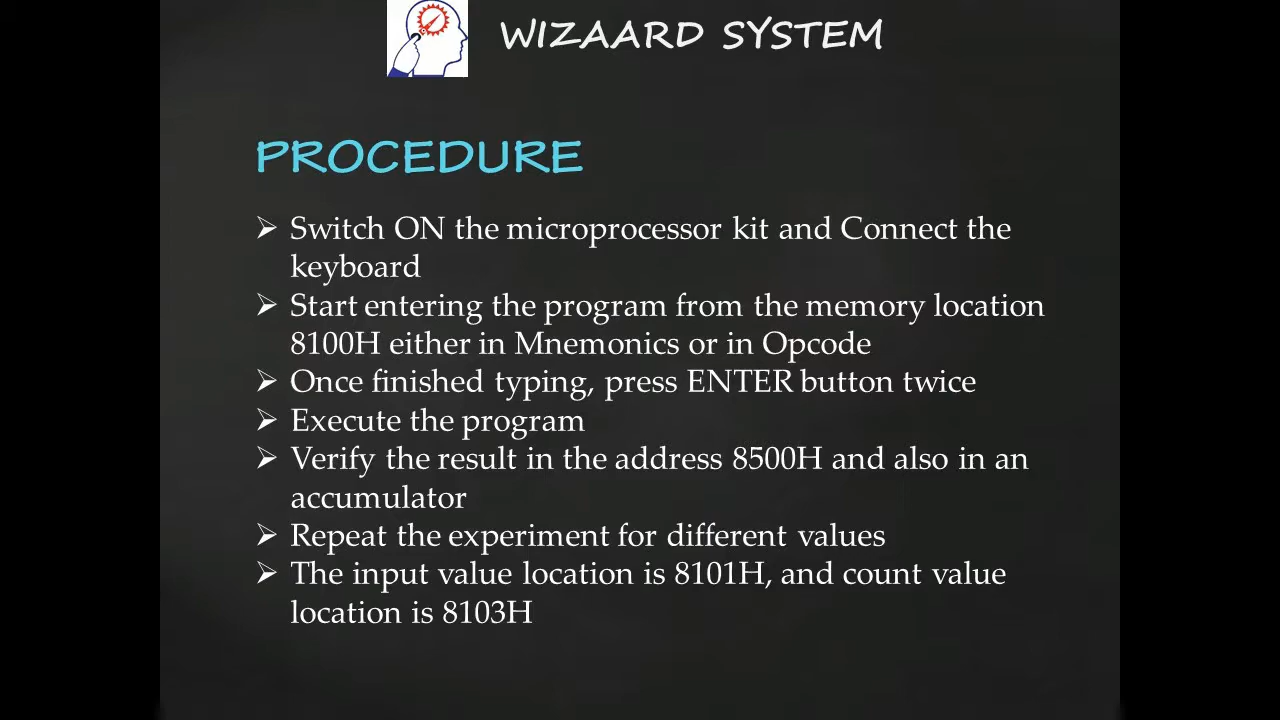 WIZAARD SYSTEM
PROCEDURE
➢ Switch ON the microprocessor kit and Connect the
keyboard
➢ Start entering the program from the memory location
8100H either in Mnemonics or in Opcode
➢ Once finished typing, press ENTER button twice
➢ Execute the program
➢ Verify the result in the address 8500H and also in an
accumulator
➢ Repeat the experiment for different values
➢ The input value location is 8101H, and count value
location is 8103H